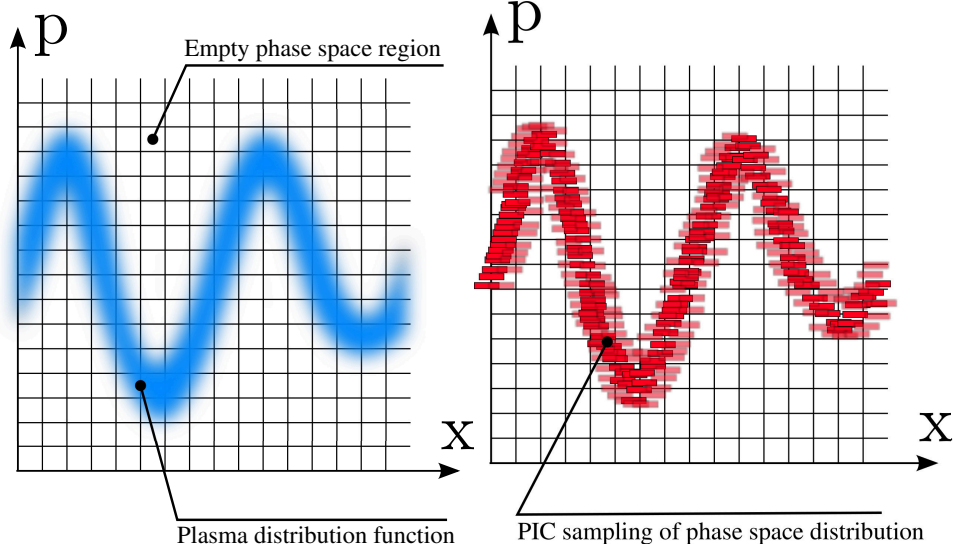 p
Empty phase space region
x
Plasma distribution function
p
x
PIC sampling of phase space distribution